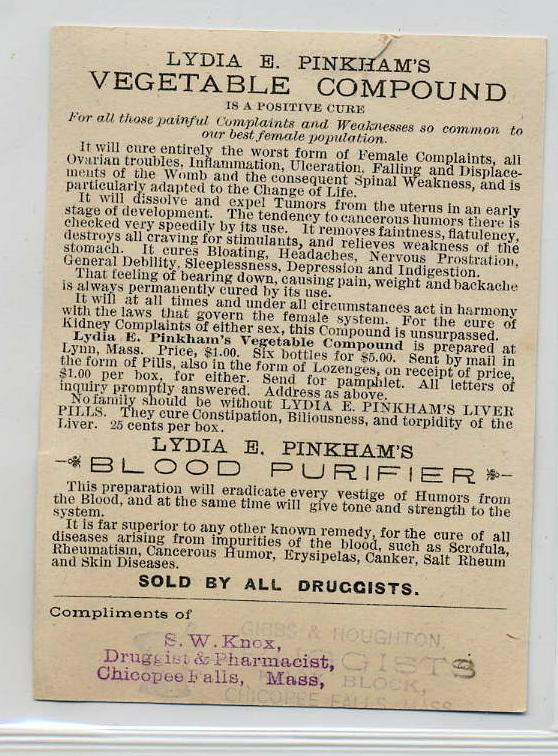 LYDIA E. PINKHAM'S
VEGETABLE COMPOUND
IS A POSITIVE CURE
For all those painful Complaints and Weaknesses so common to
our best female population.
It will cure entirely the worst form of Female Complaints, all
Ovarian troubles, Inflammation, Ulceration, Falling and Displace-
ments of the Womb and the consequent Spinal Weakness, and is
particularly adapted to the Change of Life.
It will dissolve and expel Tumors from the uterus in an early
stage of development. The tendency to cancerous humors there is
checked very speedily by its use. It removes faintness, flatulency,
destroys all craving for stimulants, and relieves weakness of the
stomach. It cures Bloating, Headaches, Nervous Prostration,
General Debility, Sleeplessness, Depression and Indigestion.
That feeling of bearing down, causing pain, weight and backache
is always permanently cured by its use.
It will at all times and under all circumstances act in harmony
with the laws that govern the female system. For the cure of
Kidney Complaints of either sex, this Compound is unsurpassed.
Lydia E. Pinkham's Vegetable Compound is prepared at
Lynn, Mass. Price, $1.00. Six bottles for $5.00. Sent by mail in
the form of Pills, also in the form of Lozenges, on receipt of price,
$1.00 per box, for either. Send for pamphlet. All letters of
inquiry promptly answered. Address as above.
No family should be without LYDIA E. PINKHAM'S LIVER
PILLS. They cure Constipation, Biliousness, and torpidity of the
Liver. 25 cents per box.
LYDIA E. PINKHAM'S
BLOOD PURIFIER
This preparation will eradicate every vestige of Humors from
the Blood, and at the same time will give tone and strength to the
system.
It is far superior to any other known remedy, for the cure of all
diseases arising from impurities of the blood, such as Scrofula,
Rheumatism, Cancerous Humor, Erysipelas, Canker, Salt Rheum
and Skin Diseases.
SOLD BY ALL DRUGGISTS.
Compliments of
GIBBS & HOUGHTON,
S. W. Knox,
Druggist & Pharmacist,
Chicopee Falls, Mass,
BLOCK,
CHICOPEE FALLS, MASS